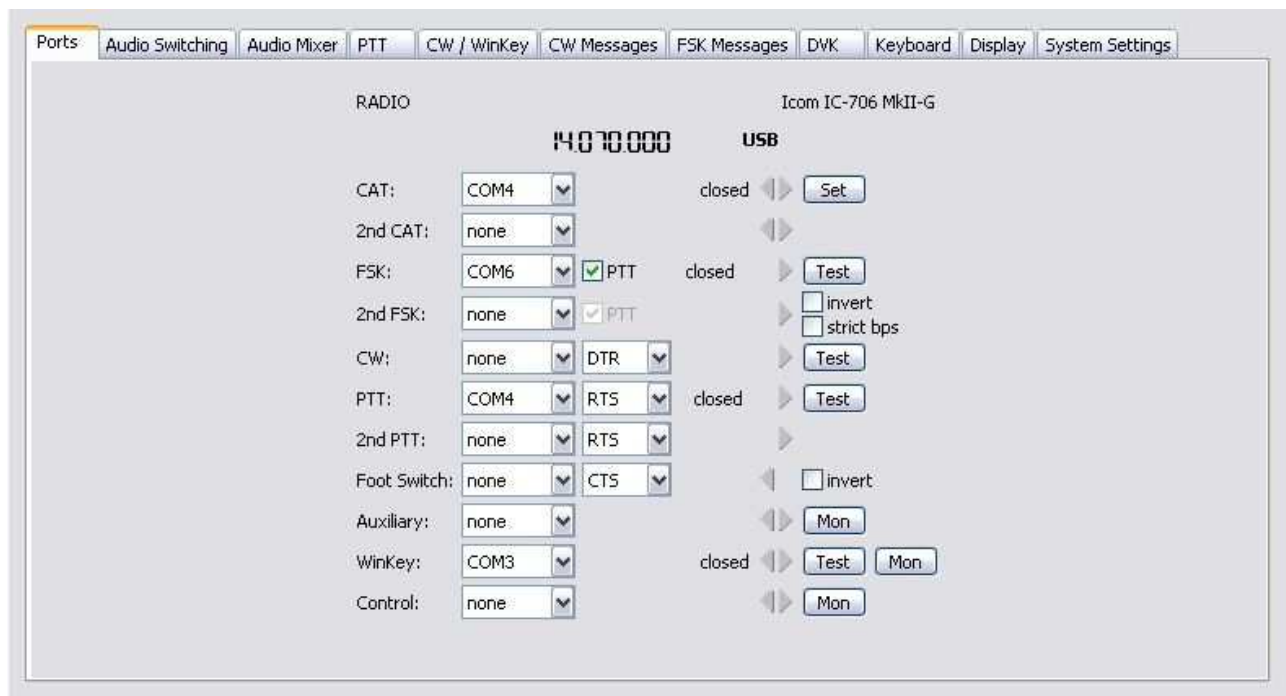 Ports Audio Switching Audio Mixer PTT CW / WinKey CW Messages FSK Messages DVK Keyboard Display System Settings
RADIO Icom IC-706 MkII-G
14.070.000 USB
CAT: COM4 closed Set
2nd CAT: none
FSK: COM6 PTT closed Test
2nd FSK: none PTT invert
strict bps
CW: none DTR Test
PTT: COM4 RTS closed Test
2nd PTT: none RTS
Foot Switch: none CTS invert
Auxiliary: none Mon
WinKey: COM3 closed Test Mon
Control: none Mon